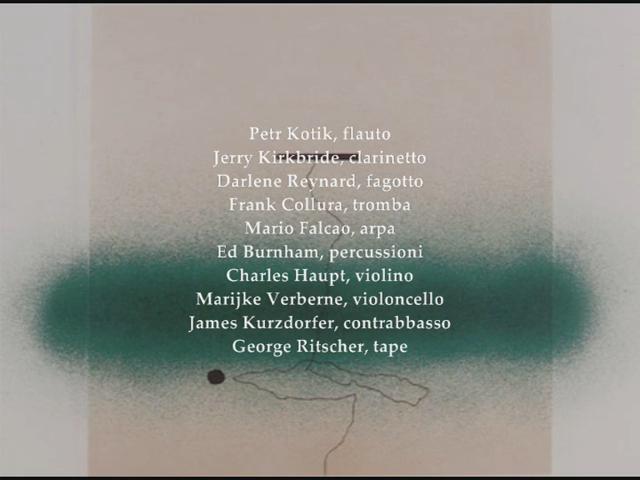 Petr Kotik, flauto
Jerry Kirkbride, clarinetto
Darlene Reynard, fagotto
Frank Collura, tromba
Mario Falcao, arpa
Ed Burnham, percussioni
Charles Haupt, violino
Marijke Verberne, violoncello
James Kurzdorfer, contrabbasso
George Ritscher, tape